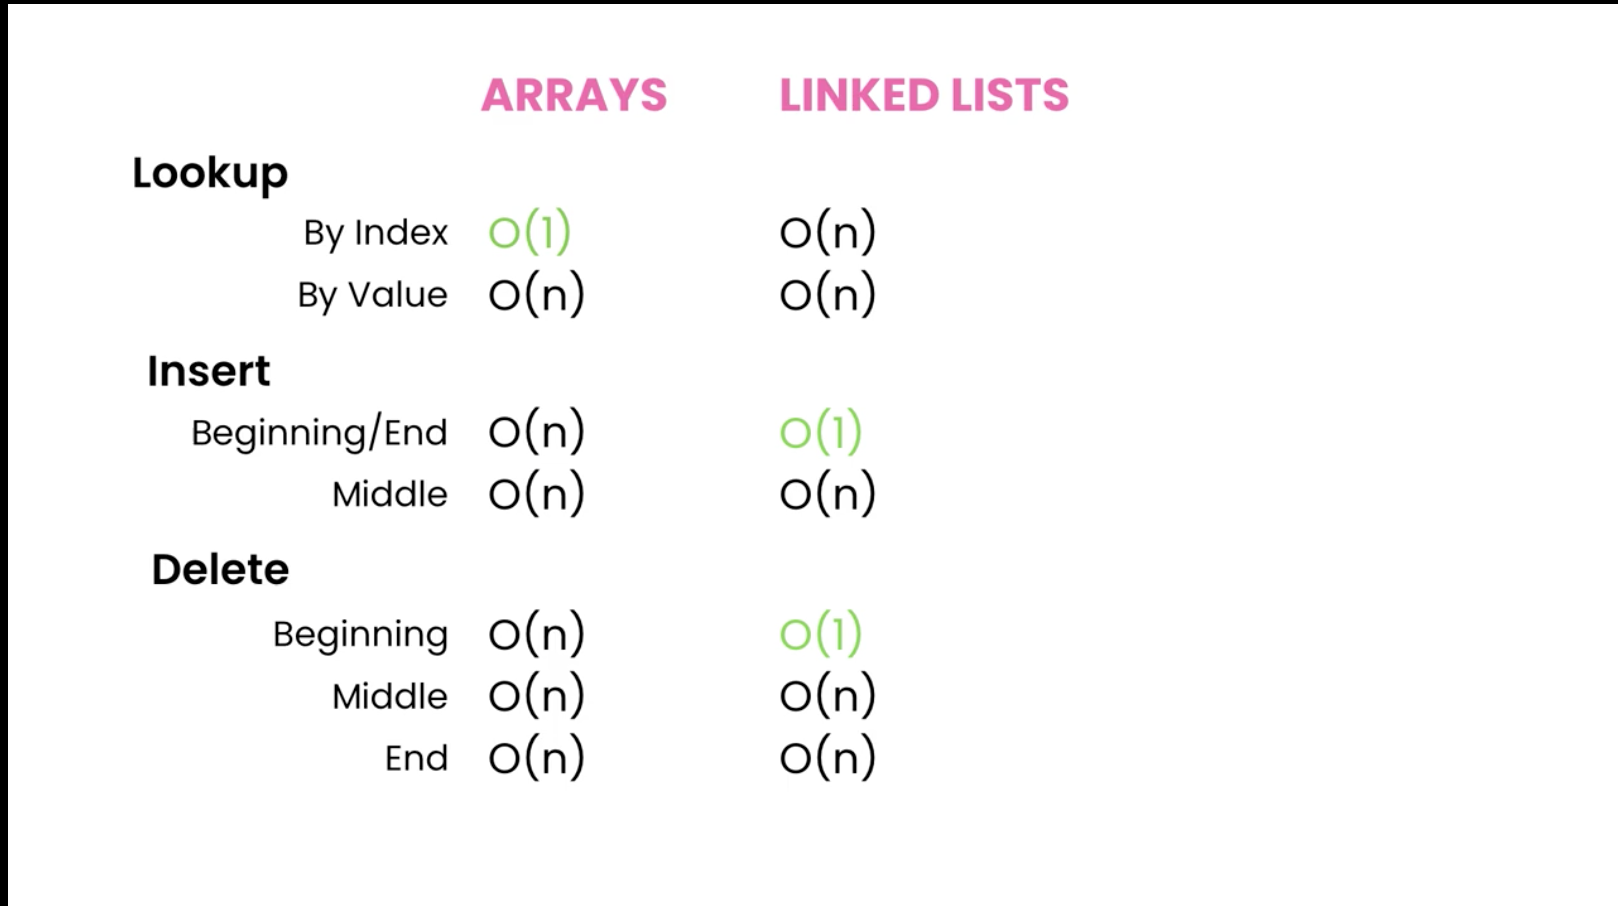 ARRAYS LINKED LISTS
Lookup
By Index O(1) O(n)
By Value O(n) O(n)
Insert
Beginning/End O(n) O(1)
Middle O(n) O(n)
Delete
Beginning O(n) O(1)
Middle O(n) O(n)
End O(n) O(n)